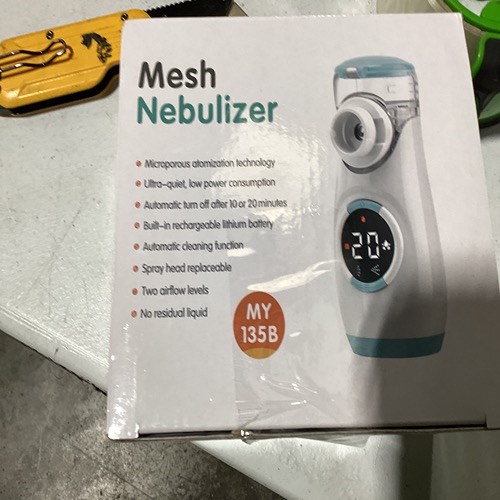 Mesh
Nebulizer
Microporous atomization technology
Ultra-quiet, low power consumption
Automatic turn off after 10 or 20 minutes
Built-in rechargeable lithium battery
Automatic cleaning function
Spray head replaceable
Two airflow levels
No residual liquid
MY
135B
20*